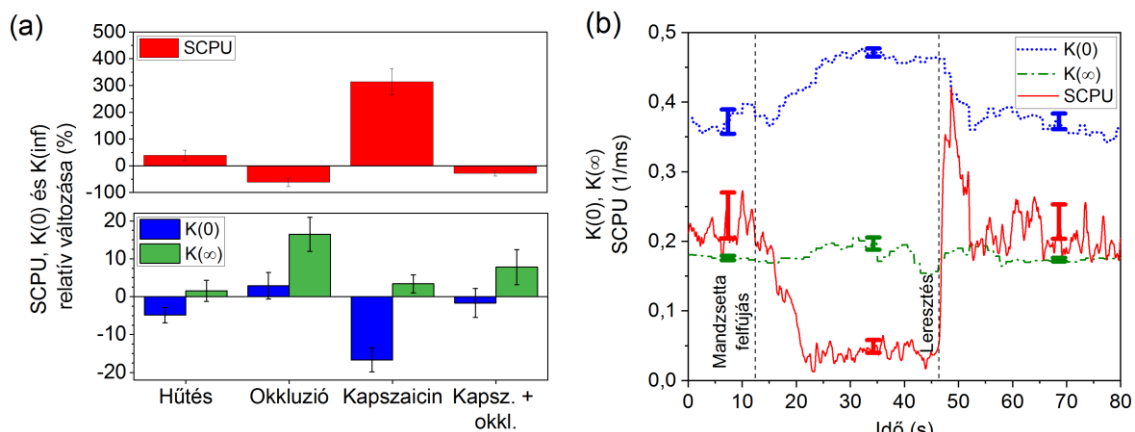 (a)
SCPU, K(0) és K(inf)
relatív változása (%)
500
400
300
200
100
0
-100
SCPU
20
10
0
-10
-20
K(0)
K(∞)
Hűtés
Okkluzió
Kapszaicin
Kapsz. +
okkl.
(b)
K(0), K(∞)
SCPU (1/ms)
0,5
0,4
0,3
0,2
0,1
0,0
K(0)
K(∞)
SCPU
Mandzsetta
felfújás
Leresztés
0
10
20
30
40
50
60
70
80
Idő (s)